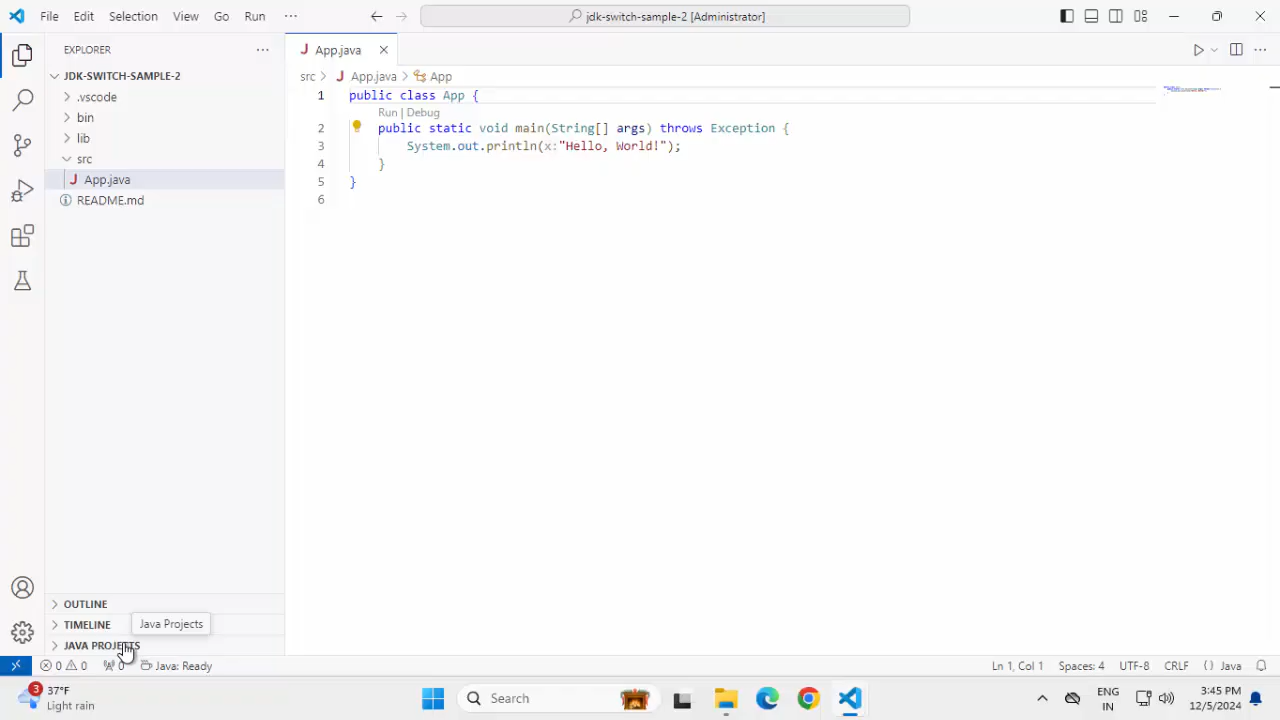 File Edit Selection View Go Run ··· jdk-switch-sample-2 [Administrator]
EXPLORER ···
App.java
JDK-SWITCH-SAMPLE-2
src App.java App
.vscode
bin
lib
src
App.java
README.md
1 public class App {
Run | Debug
2 public static void main(String[] args) throws Exception {
3 System.out.println(x:"Hello, World!");
4 }
5 }
6
OUTLINE
TIMELINE
Java Projects
JAVA PROJECTS
0 0 0 Java: Ready Ln 1, Col 1 Spaces: 4 UTF-8 CRLF Java
3 37°F
Light rain
Search
ENG
IN
3:45 PM
12/5/2024